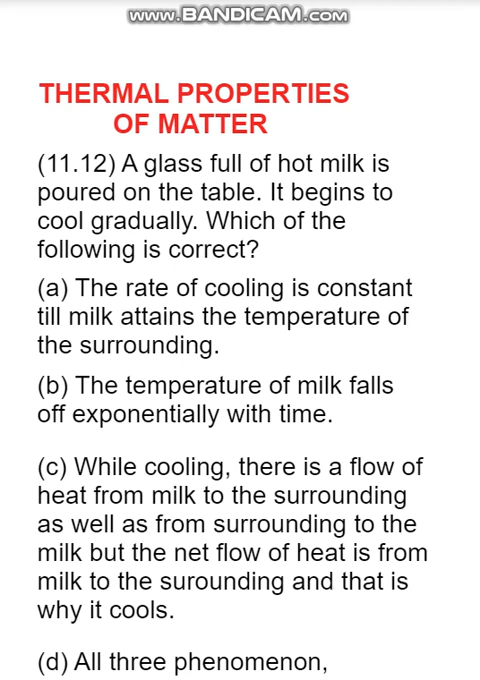 www.BANDICAM.com
THERMAL PROPERTIES
OF MATTER
(11.12) A glass full of hot milk is
poured on the table. It begins to
cool gradually. Which of the
following is correct?
(a) The rate of cooling is constant
till milk attains the temperature of
the surrounding.
(b) The temperature of milk falls
off exponentially with time.
(c) While cooling, there is a flow of
heat from milk to the surrounding
as well as from surrounding to the
milk but the net flow of heat is from
milk to the surounding and that is
why it cools.
(d) All three phenomenon,